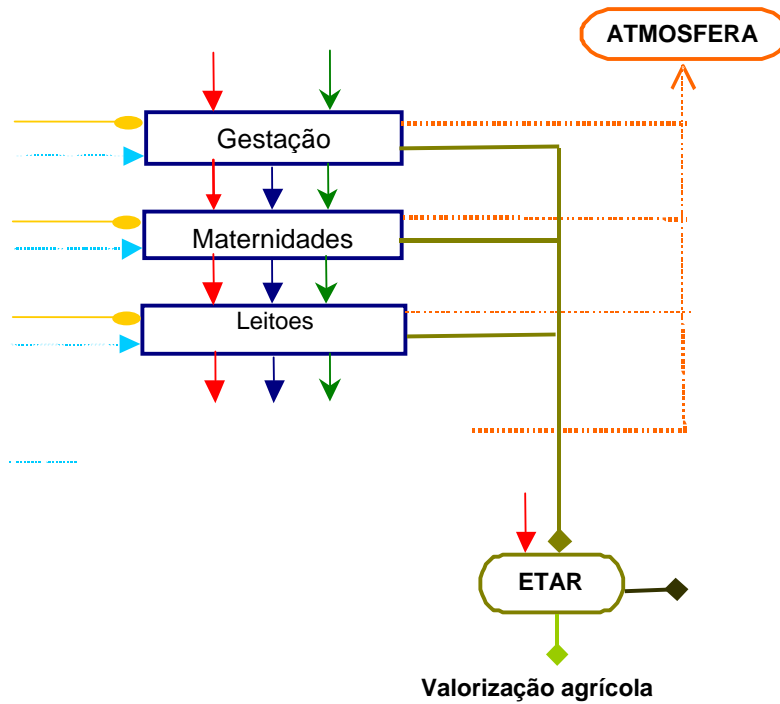 ATMOSFERA
Gestação
Maternidades
Leitoes
ETAR
Valorização agrícola